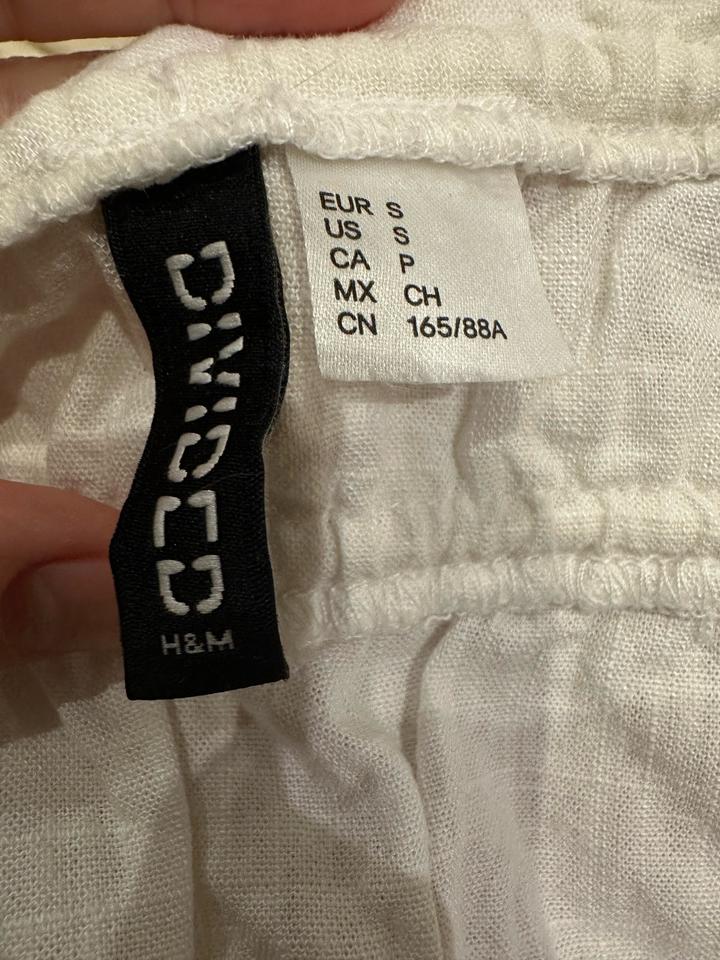 DIVIDED
H&M
EUR S
US S
CA P
MX CH
CN 165/88A